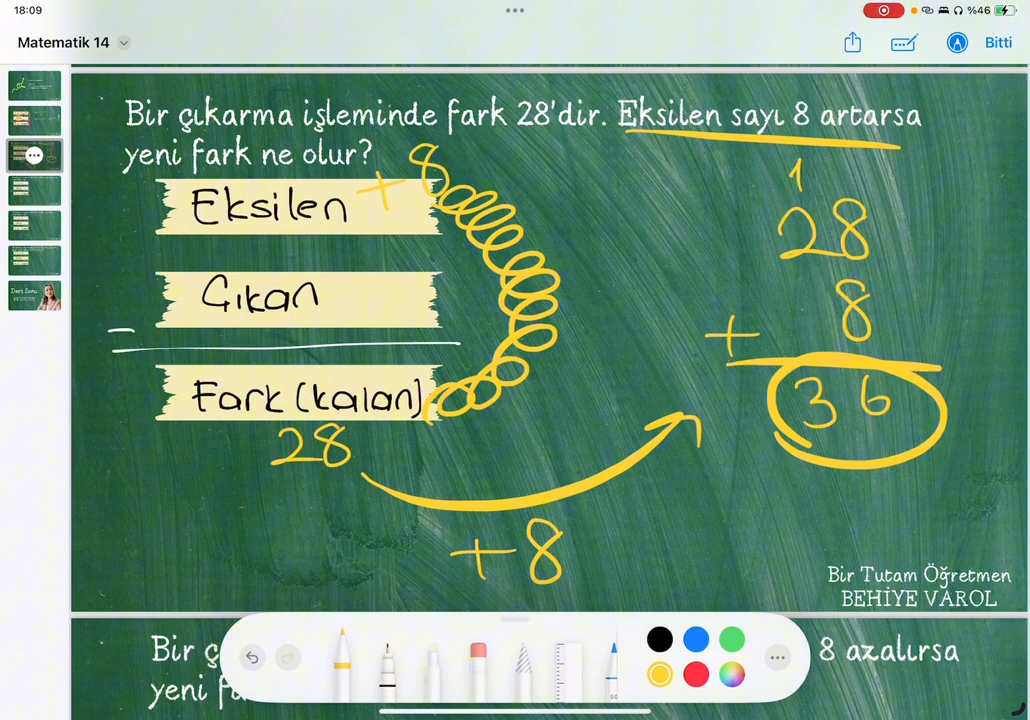 18:09
%46
Matematik 14
Bitti
Bir çıkarma işleminde fark 28'dir. Eksilen sayı 8 artarsa
yeni fark ne olur?
Eksilen + 8
Çıkan
-
Fark (kalan)
28
+8
1
28
+ 8
36
Bir Tutam Öğretmen
BEHİYE VAROL
8 azalırsa
yeni
Ders Sonu